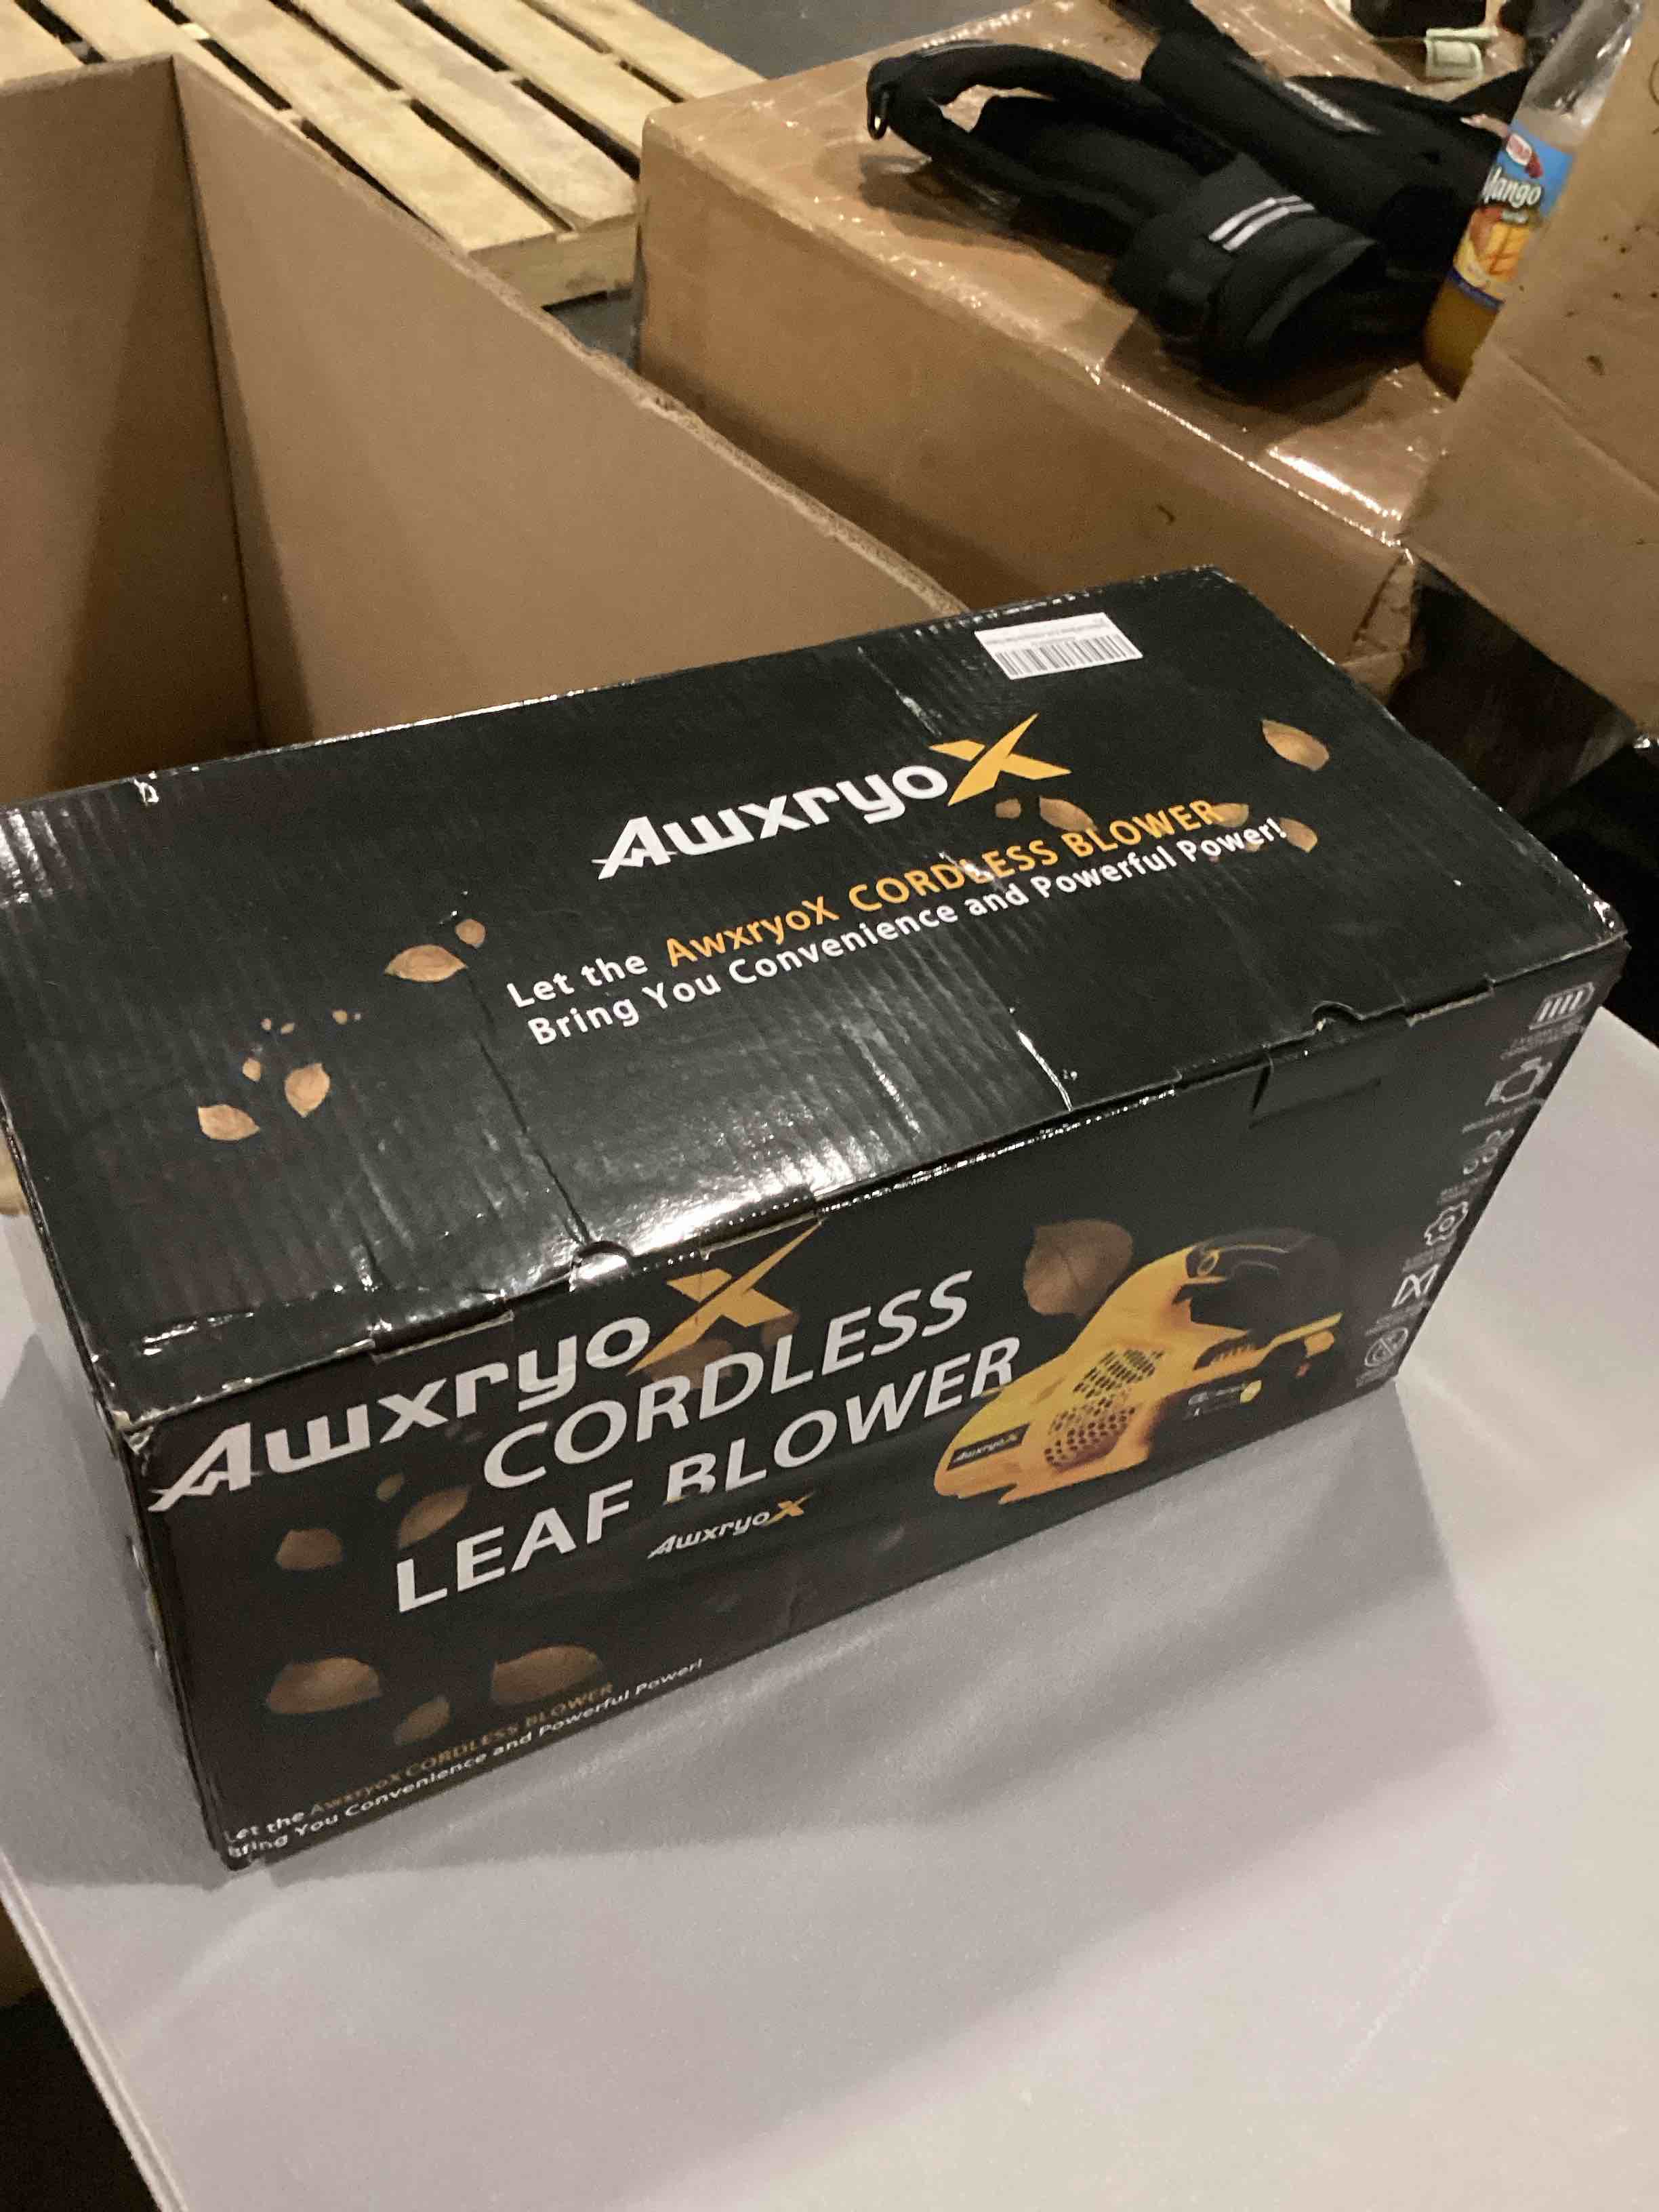 Mango
AwxryoX
Let the AwxryoX CORDLESS BLOWER
Bring You Convenience and Powerful Power!
AwxryoX
CORDLESS
LEAF BLOWER
AwxryoX
AwxryoX
Let the AwxryoX CORDLESS BLOWER
Bring You Convenience and Powerful Power!